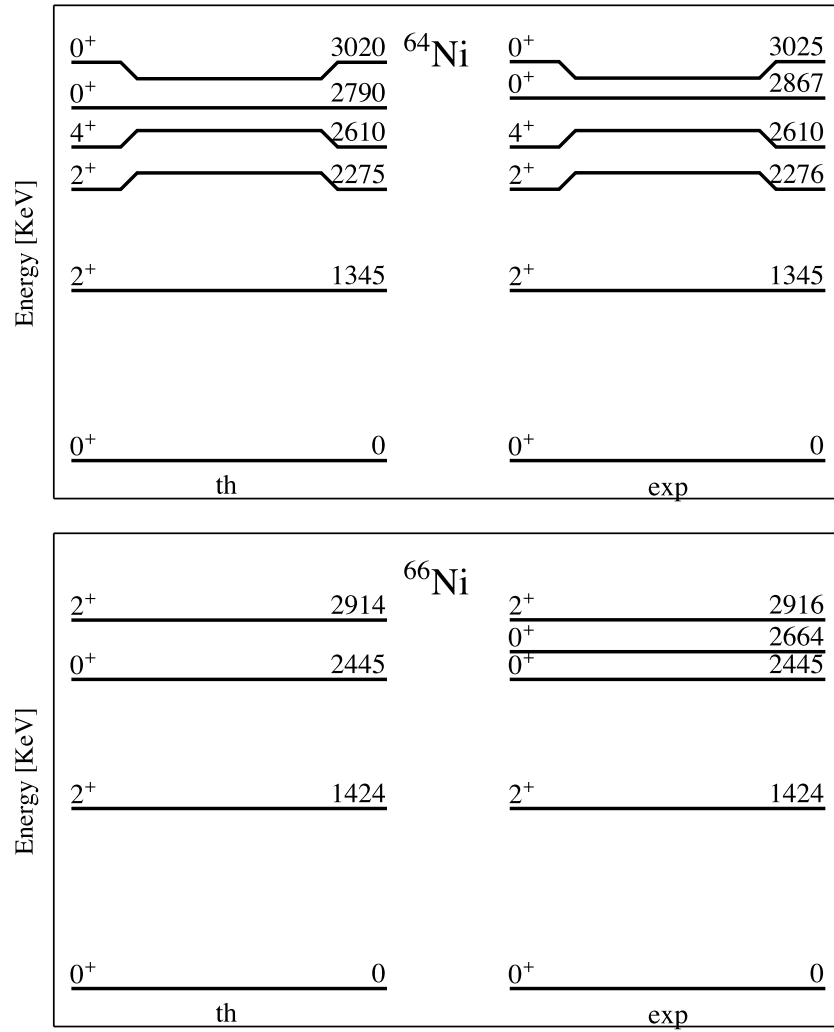 ⁶⁴Ni
Energy [KeV]
0⁺ 3020
0⁺ 2790
4⁺ 2610
2⁺ 2275
2⁺ 1345
0⁺ 0
th
0⁺ 3025
0⁺ 2867
4⁺ 2610
2⁺ 2276
2⁺ 1345
0⁺ 0
exp
⁶⁶Ni
Energy [KeV]
2⁺ 2914
0⁺ 2445
2⁺ 1424
0⁺ 0
th
2⁺ 2916
0⁺ 2664
0⁺ 2445
2⁺ 1424
0⁺ 0
exp